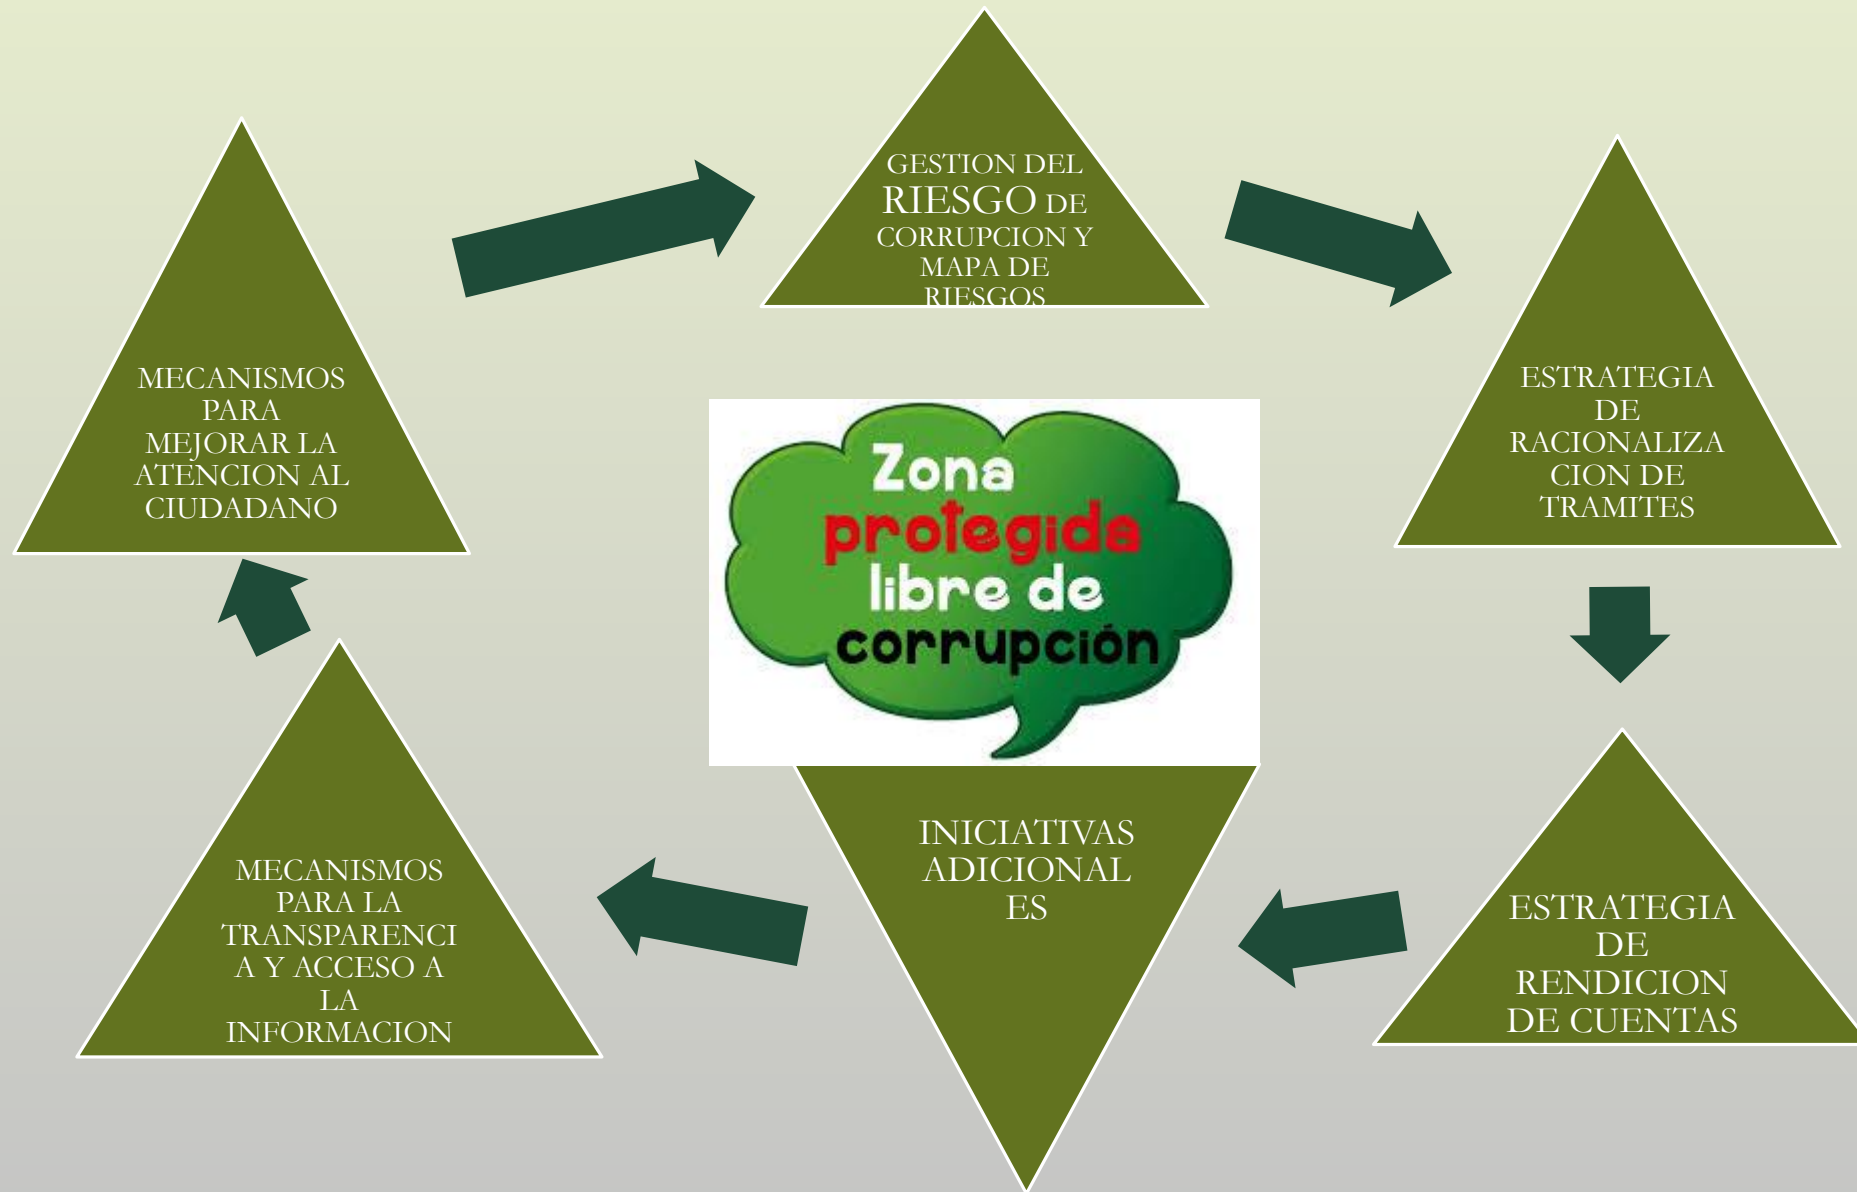 GESTION DEL
RIESGO DE
CORRUPCION Y
MAPA DE
RIESGOS
ESTRATEGIA
DE
RACIONALIZA
CION DE
TRAMITES
ESTRATEGIA
DE
RENDICION
DE CUENTAS
INICIATIVAS
ADICIONAL
ES
MECANISMOS
PARA LA
TRANSPARENCI
A Y ACCESO A
LA
INFORMACION
MECANISMOS
PARA
MEJORAR LA
ATENCION AL
CIUDADANO
Zona
protegida
libre de
corrupción